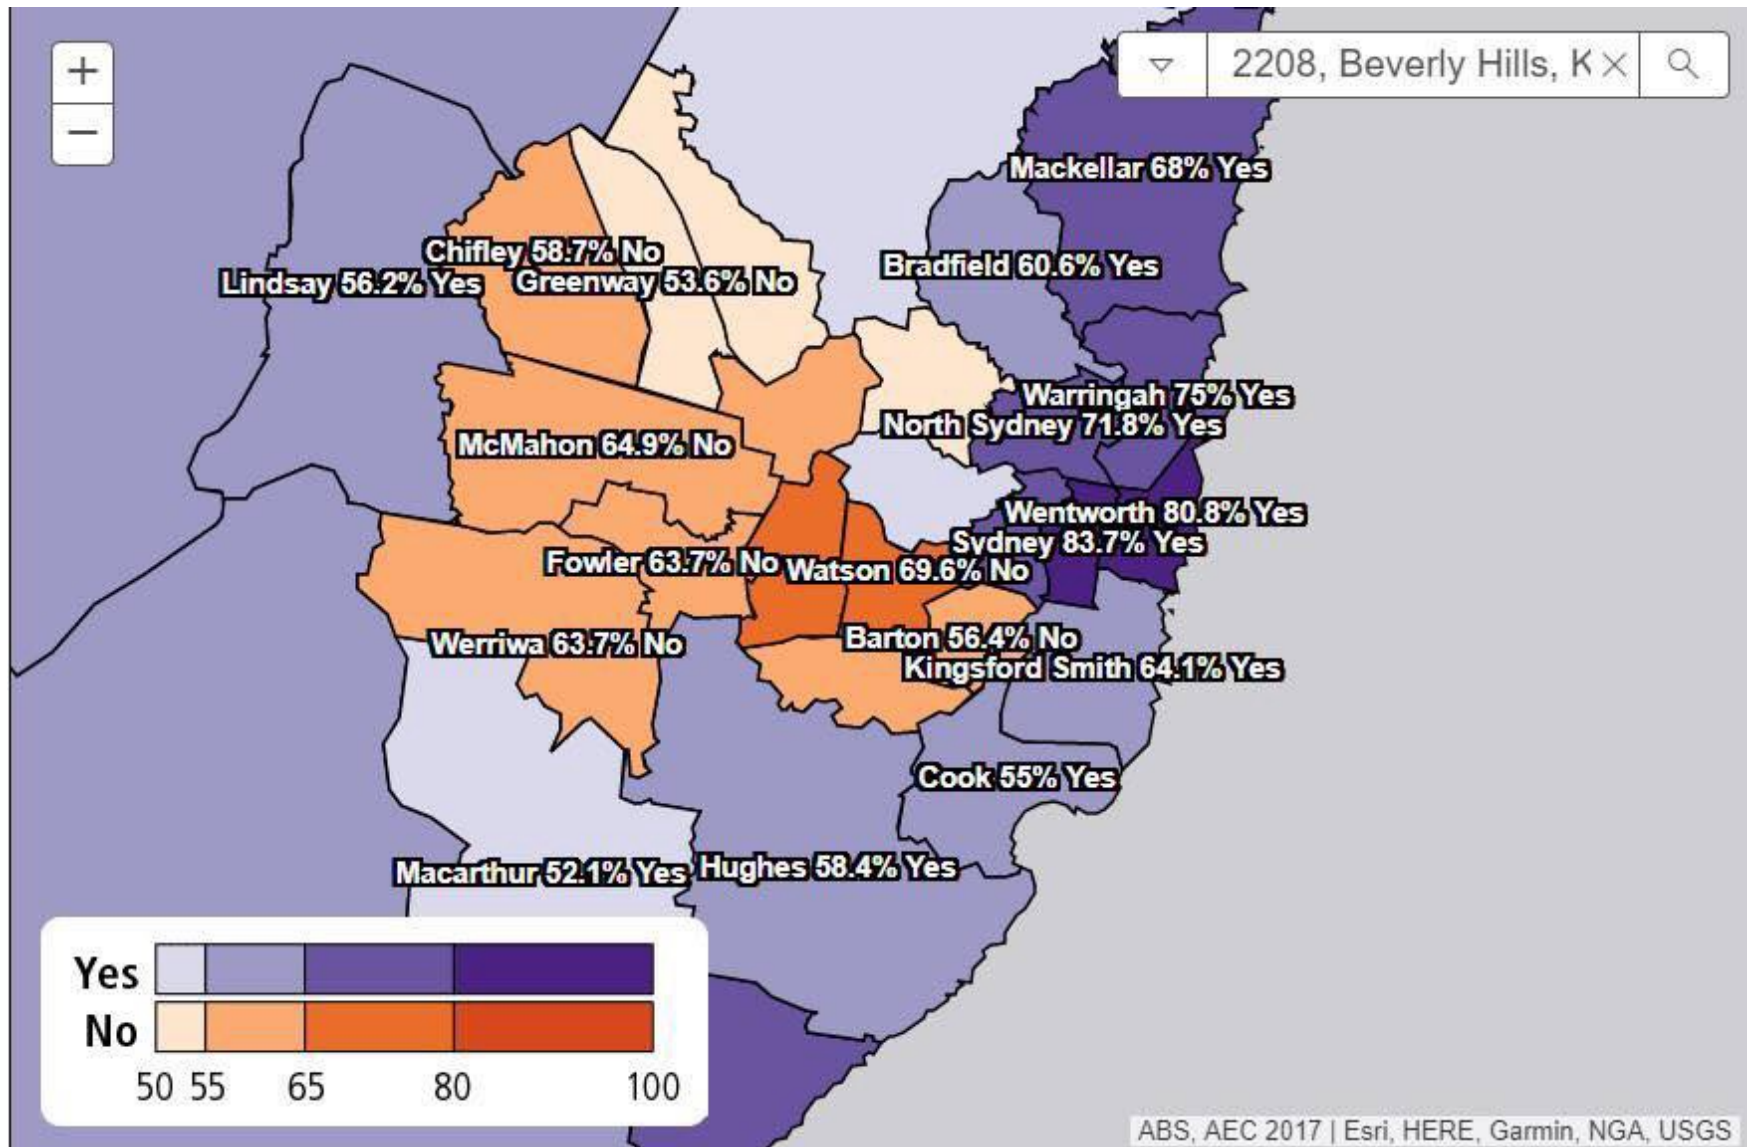 +
−
2208, Beverly Hills, K
Mackellar 68% Yes
Chifley 58.7% No
Bradfield 60.6% Yes
Lindsay 56.2% Yes
Greenway 53.6% No
Warringah 75% Yes
North Sydney 71.8% Yes
McMahon 64.9% No
Wentworth 80.8% Yes
Sydney 83.7% Yes
Fowler 63.7% No
Watson 69.6% No
Barton 56.4% No
Werriwa 63.7% No
Kingsford Smith 64.1% Yes
Cook 55% Yes
Macarthur 52.1% Yes
Hughes 58.4% Yes
Yes
No
50 55 65 80 100
ABS, AEC 2017 | Esri, HERE, Garmin, NGA, USGS